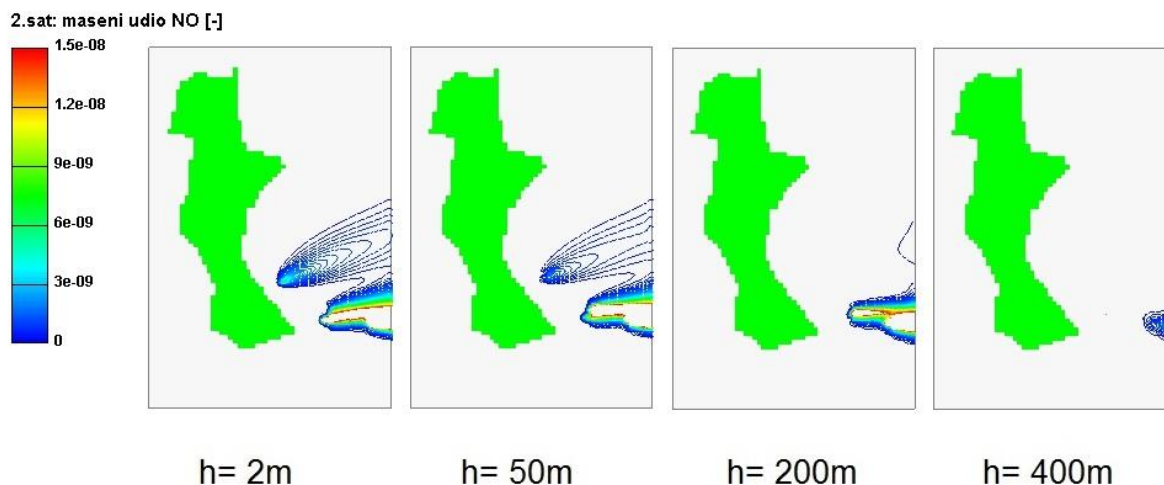 2.sat: maseni udio NO [-]
1.5e-08
1.2e-08
9e-09
6e-09
3e-09
0
h= 2m h= 50m h= 200m h= 400m